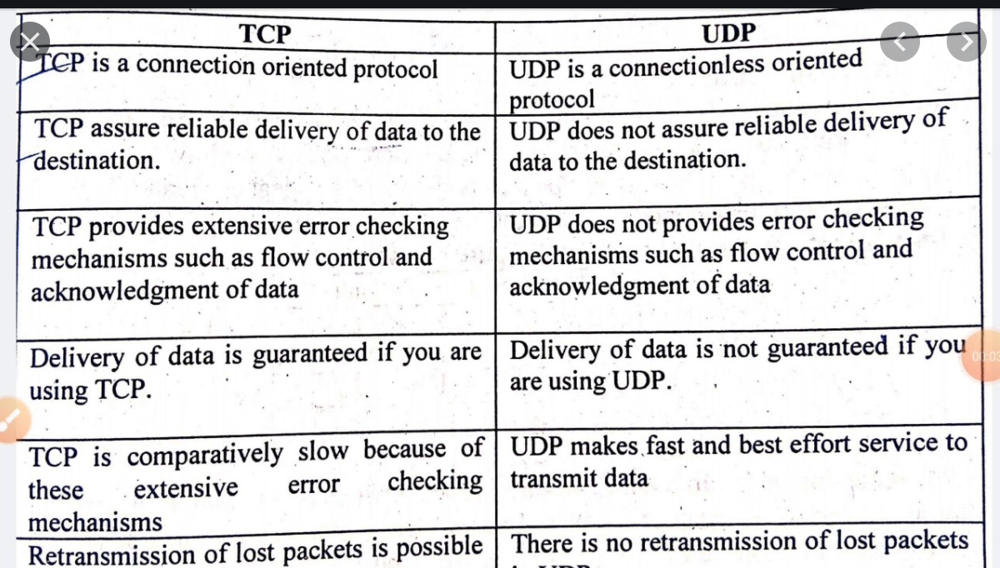 TCP
UDP
TCP is a connection oriented protocol
UDP is a connectionless oriented
protocol
TCP assure reliable delivery of data to the
destination.
UDP does not assure reliable delivery of
data to the destination.
TCP provides extensive error checking
mechanisms such as flow control and
acknowledgment of data
UDP does not provides error checking
mechanisms such as flow control and
acknowledgment of data
Delivery of data is guaranteed if you are
using TCP.
Delivery of data is not guaranteed if you
are using UDP.
00:03
TCP is comparatively slow because of
these extensive error checking
mechanisms
UDP makes fast and best effort service to
transmit data
Retransmission of lost packets is possible
There is no retransmission of lost packets